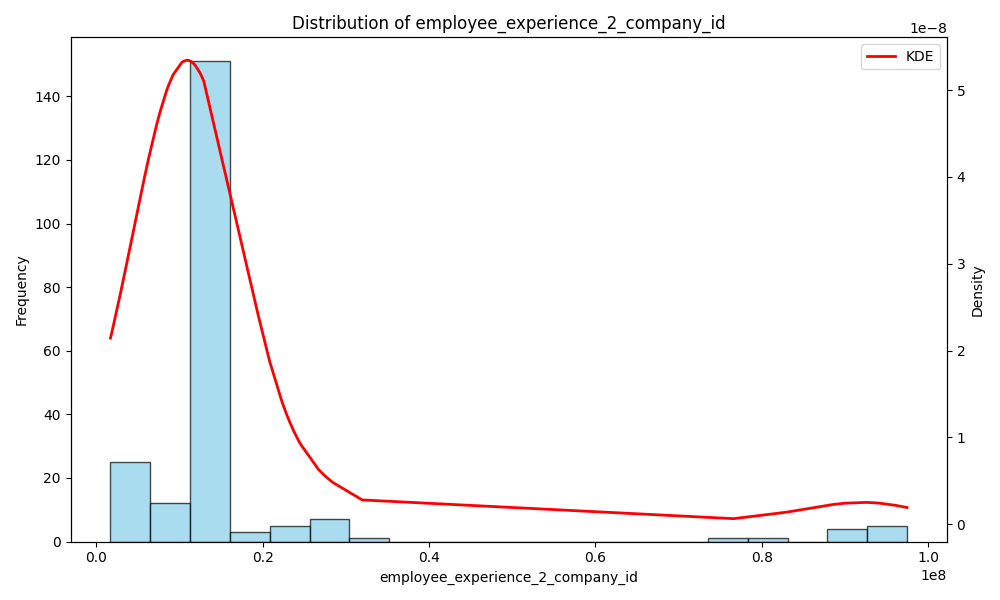 Distribution of employee_experience_2_company_id
1e−8
KDE
Frequency
0
20
40
60
80
100
120
140
Density
0
1
2
3
4
5
0.0 0.2 0.4 0.6 0.8 1.0
1e8
employee_experience_2_company_id